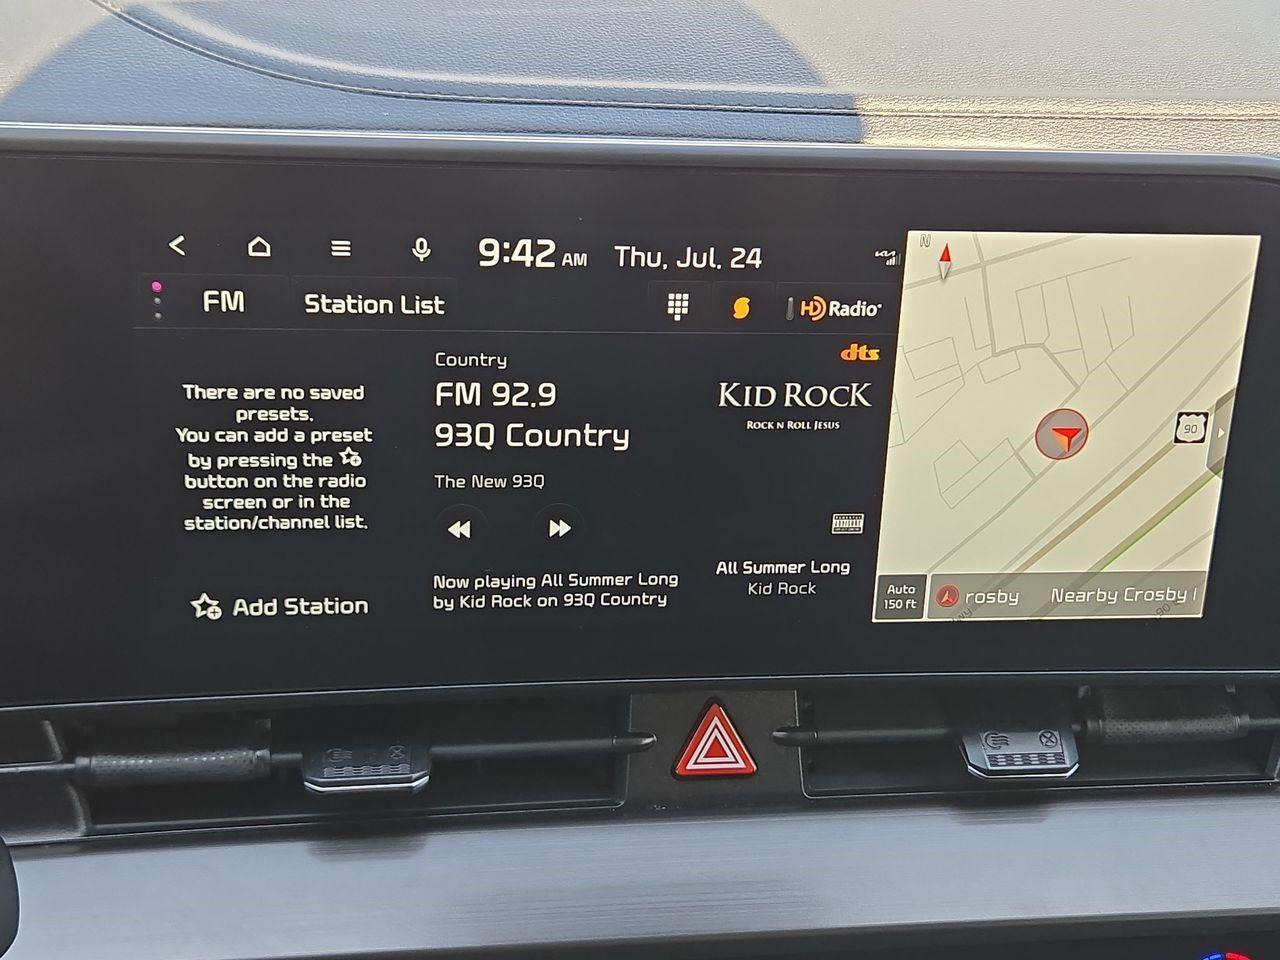 9:42 AM
Thu, Jul, 24
KIA
FM
Station List
HD Radio
dts
There are no saved
presets.
You can add a preset
by pressing the
button on the radio
screen or in the
station/channel list.
Add Station
Country
FM 92.9
93Q Country
The New 93Q
Now playing All Summer Long
by Kid Rock on 93Q Country
KID ROCK
ROCK N ROLL JESUS
All Summer Long
Kid Rock
N
90
Auto
150 ft
rosby
Nearby Crosby
90